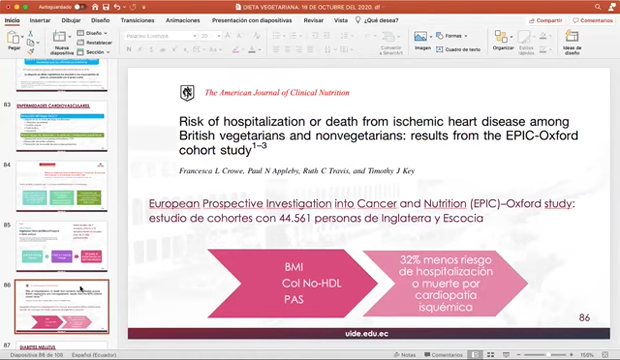 Autoguardado
DIETA VEGETARIANA. 16 DE OCTUBRE DEL 2020.
Inicio Insertar Dibujar Diseño Transiciones Animaciones Presentación con diapositivas Revisar Vista ¿Qué desea? Compartir Comentarios
Pegar
Nueva diapositiva
Diseño
Restablecer
Sección
Convertir a SmartArt
Imagen
Formas
Cuadro de texto
Organizar
Estilos rápidos
Ideas de diseño
83
ENFERMEDADES CARDIOVASCULARES
84
85
86
87
The American Journal of Clinical Nutrition
Risk of hospitalization or death from ischemic heart disease among
British vegetarians and nonvegetarians: results from the EPIC-Oxford
cohort study1–3
Francesca L Crowe, Paul N Appleby, Ruth C Travis, and Timothy J Key
European Prospective Investigation into Cancer and Nutrition (EPIC)–Oxford study:
estudio de cohortes con 44.561 personas de Inglaterra y Escocia
BMI
Col No-HDL
PAS
32% menos riesgo
de hospitalización
o muerte por
cardiopatía
isquémica
86
uide.edu.ec
Diapositiva 86 de 108 Español (Ecuador) Notas Comentarios 158%